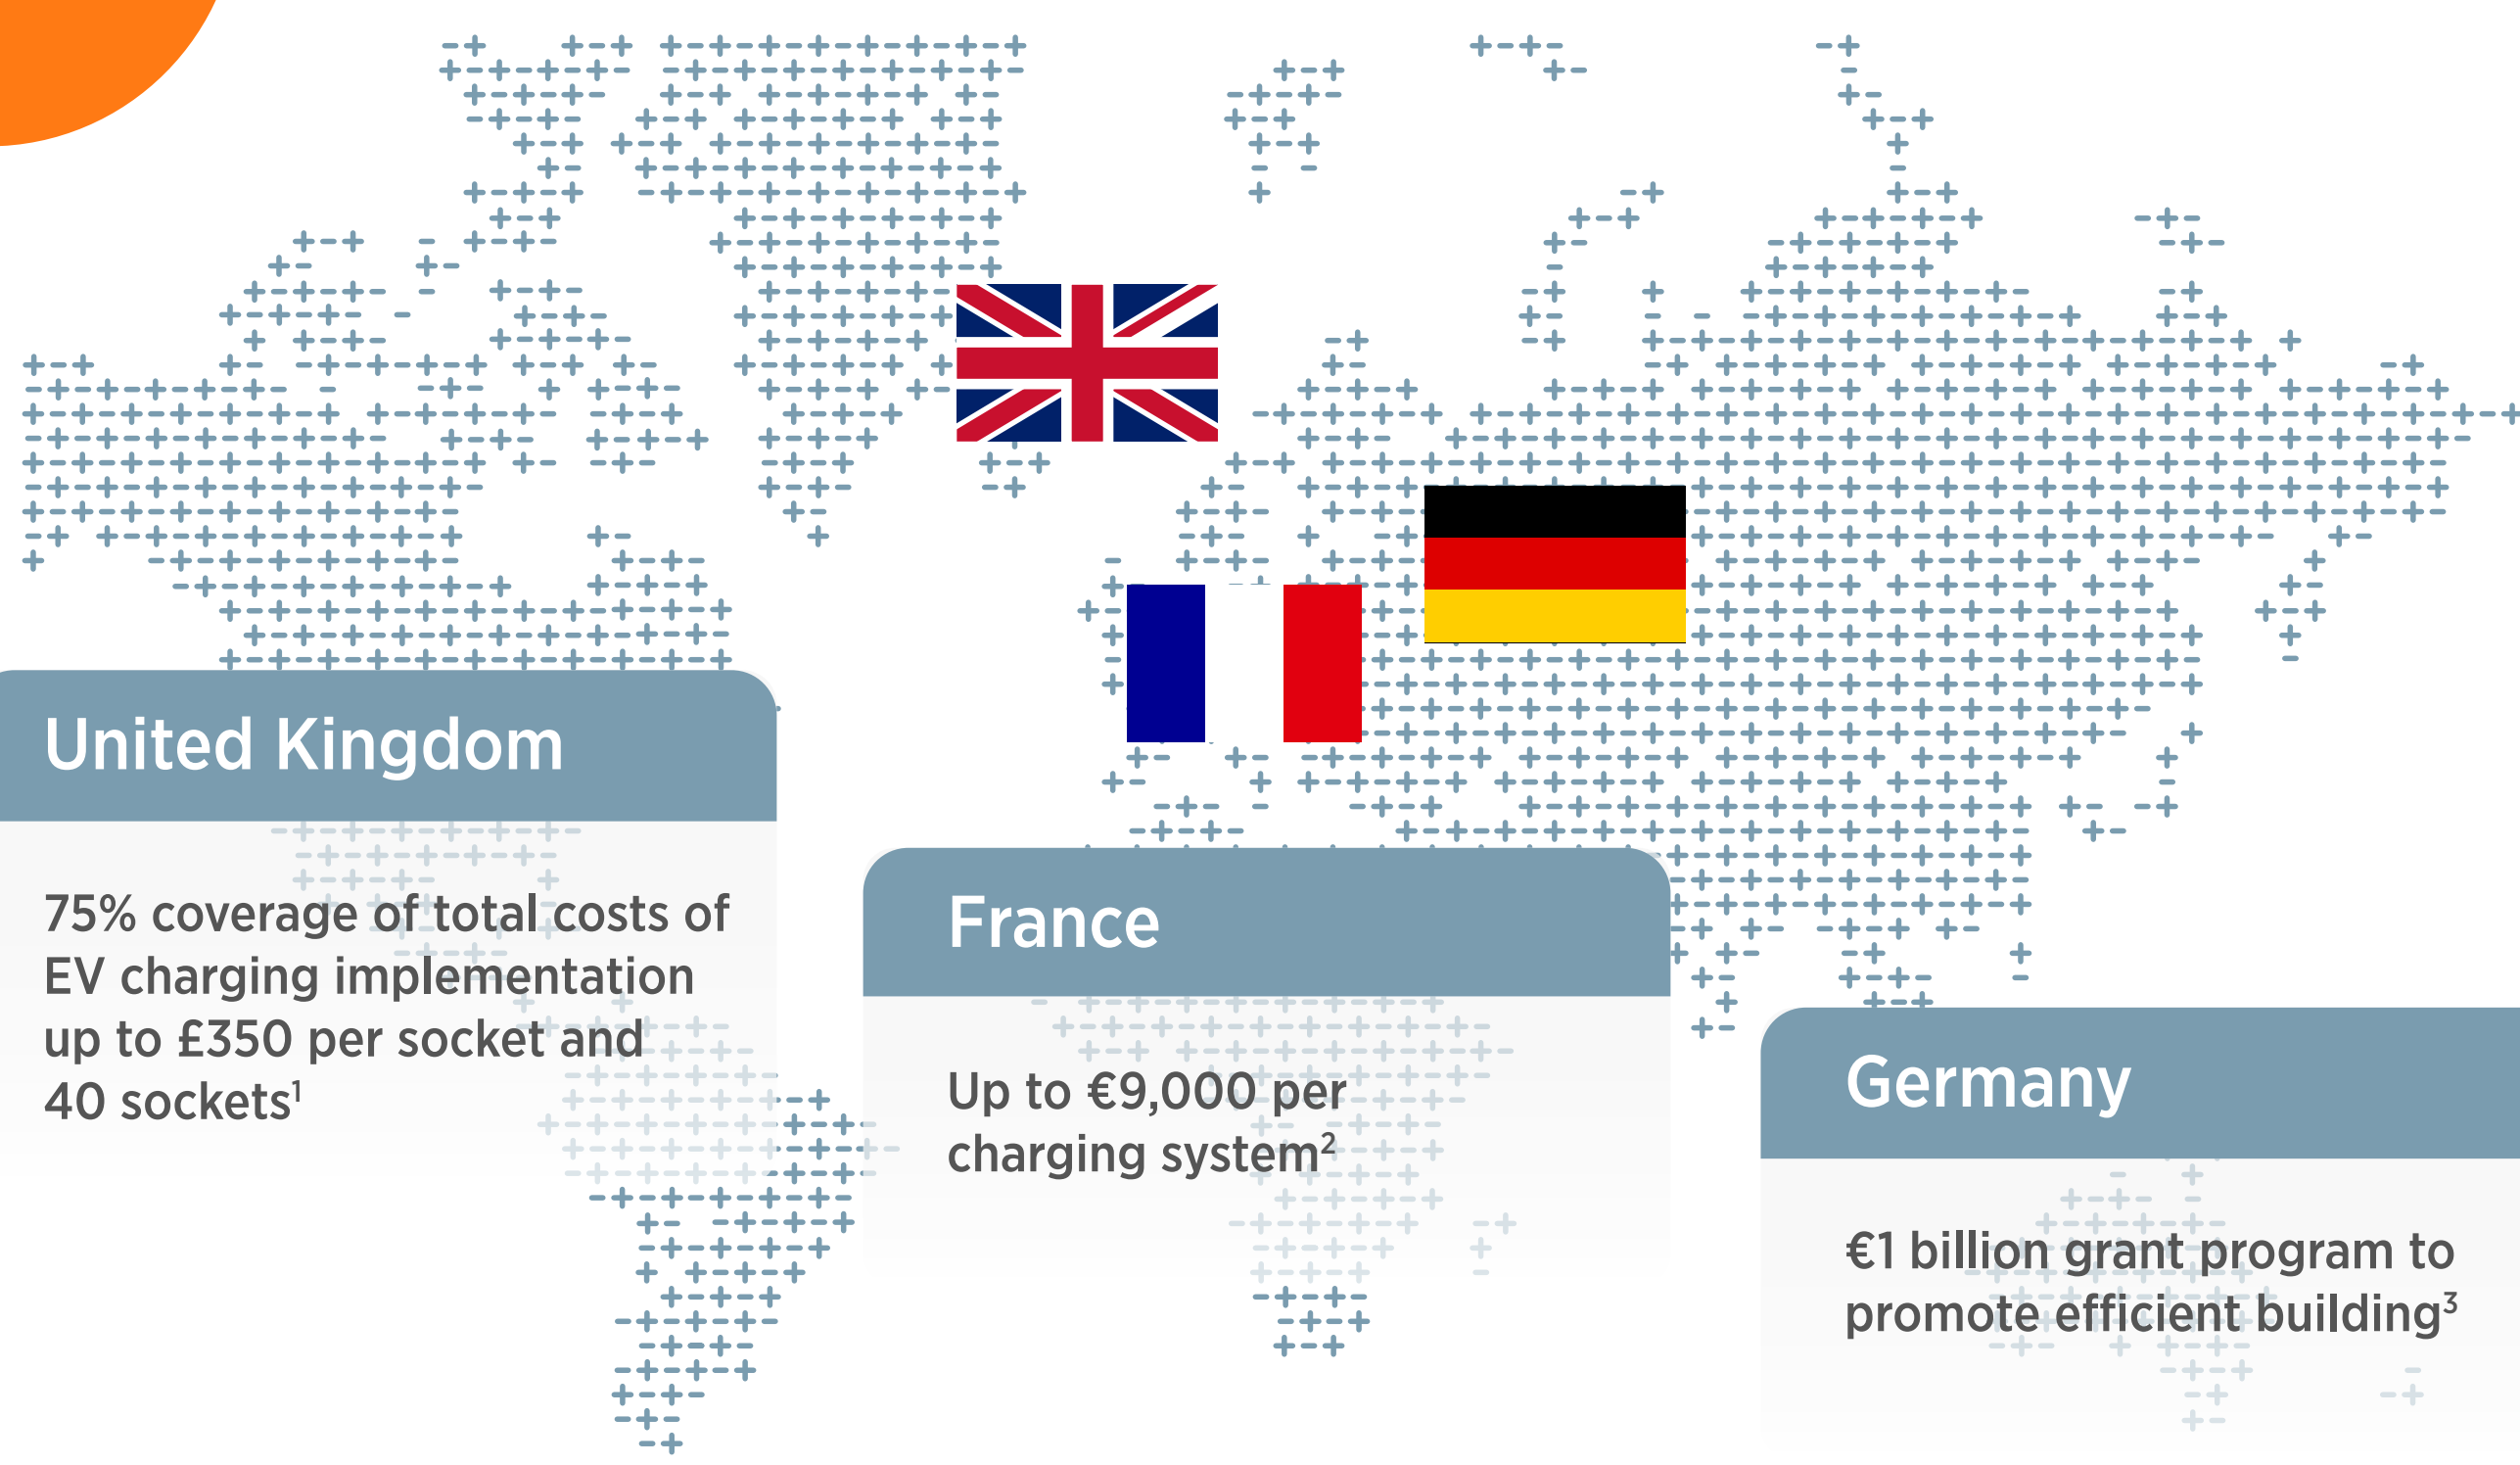 United Kingdom
75% coverage of total costs of
EV charging implementation
up to £350 per socket and
40 sockets¹
France
Up to €9,000 per
charging system²
Germany
€1 billion grant program to
promote efficient building³